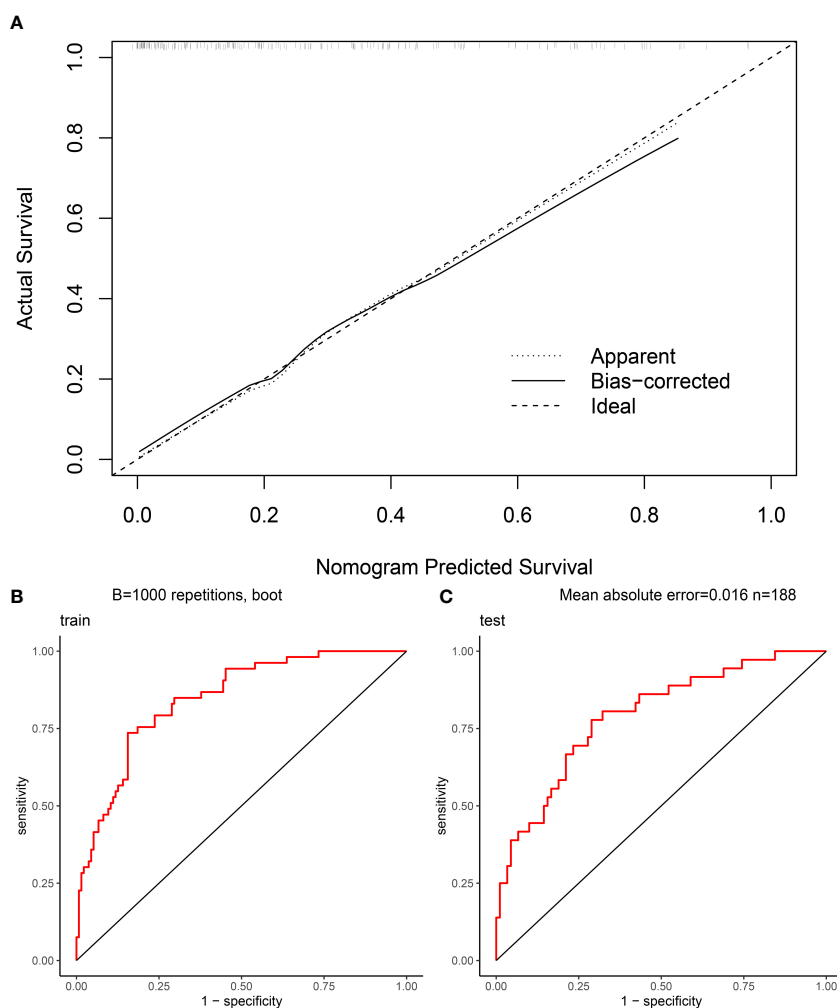 A
Actual Survival
1.0
0.8
0.6
0.4
0.2
0.0
Apparent
Bias−corrected
Ideal
0.0 0.2 0.4 0.6 0.8 1.0
Nomogram Predicted Survival
B B=1000 repetitions, boot
train
sensitivity
1.00
0.75
0.50
0.25
0.00
0.00 0.25 0.50 0.75 1.00
1 − specificity
C Mean absolute error=0.016 n=188
test
sensitivity
1.00
0.75
0.50
0.25
0.00
0.00 0.25 0.50 0.75 1.00
1 − specificity